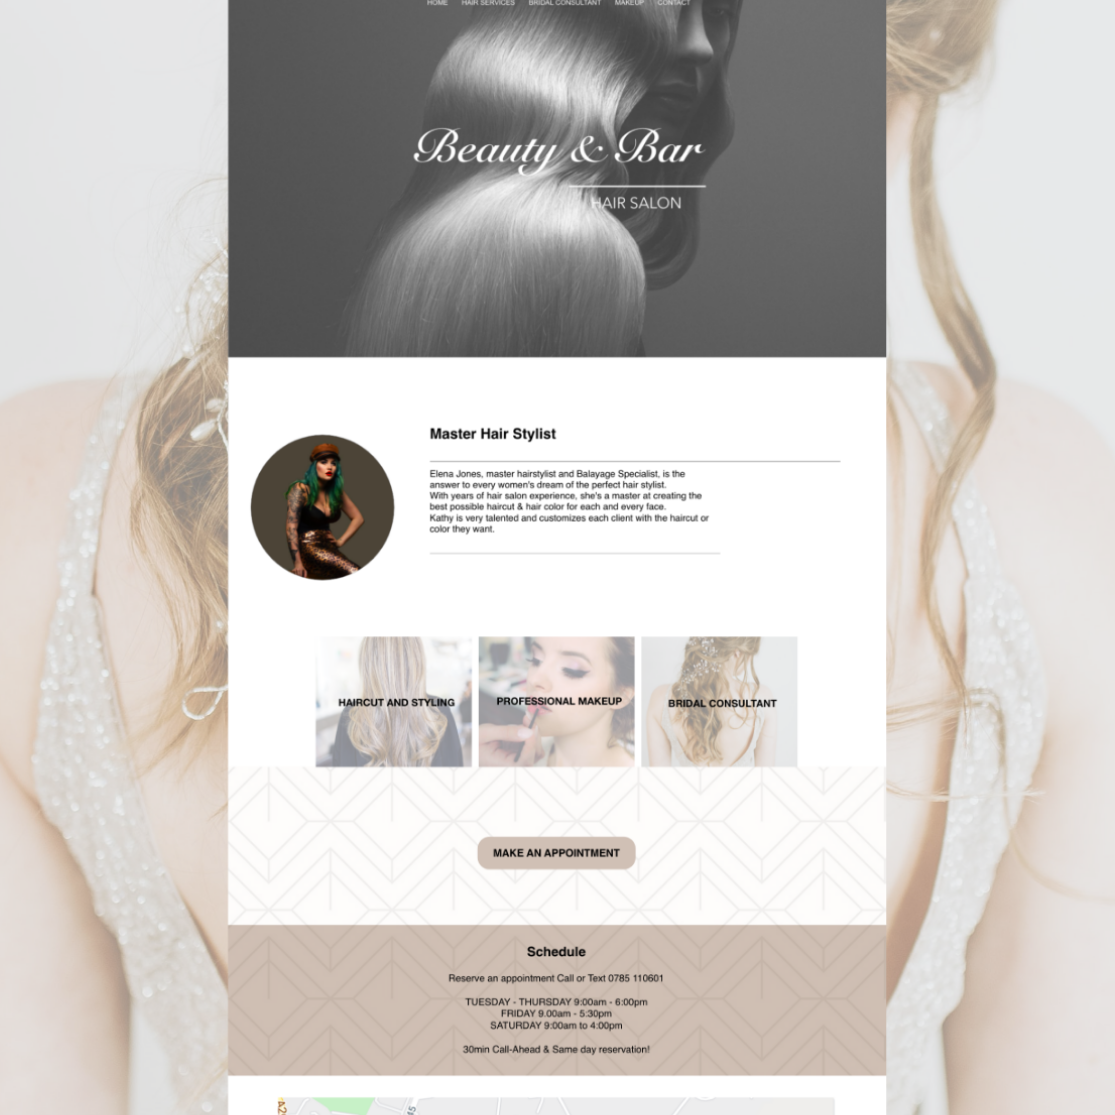 HOME HAIR SERVICES BRIDAL CONSULTANT MAKEUP CONTACT
Beauty & Bar
HAIR SALON
Master Hair Stylist
Elena Jones, master hairstylist and Balayage Specialist, is the
answer to every women's dream of the perfect hair stylist.
With years of hair salon experience, she's a master at creating the
best possible haircut & hair color for each and every face.
Kathy is very talented and customizes each client with the haircut or
color they want.
HAIRCUT AND STYLING
PROFESSIONAL MAKEUP
BRIDAL CONSULTANT
MAKE AN APPOINTMENT
Schedule
Reserve an appointment Call or Text 0785 110601
TUESDAY - THURSDAY 9:00am - 6:00pm
FRIDAY 9.00am - 5:30pm
SATURDAY 9:00am to 4:00pm
30min Call-Ahead & Same day reservation!